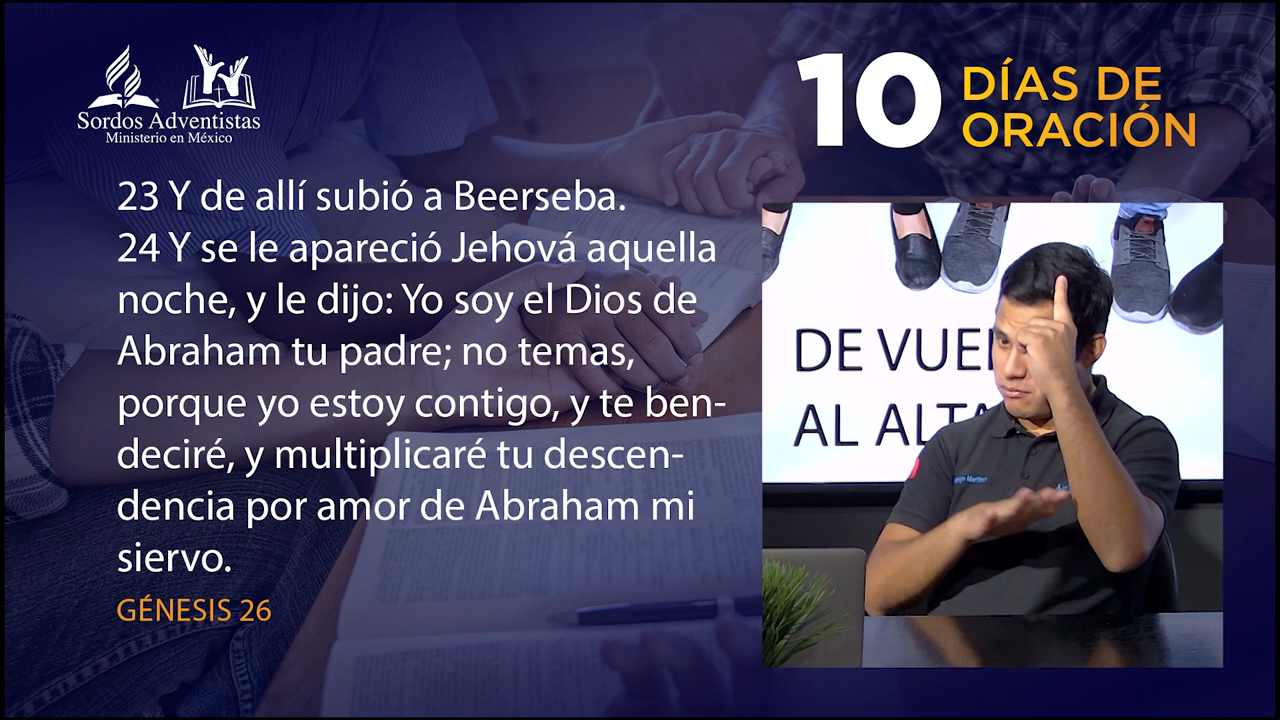 Sordos Adventistas
Ministerio en México
10
DÍAS DE
ORACIÓN
23 Y de allí subió a Beerseba.
24 Y se le apareció Jehová aquella
noche, y le dijo: Yo soy el Dios de
Abraham tu padre; no temas,
porque yo estoy contigo, y te ben-
deciré, y multiplicaré tu descen-
dencia por amor de Abraham mi
siervo.
GÉNESIS 26
DE VUE
AL ALTA